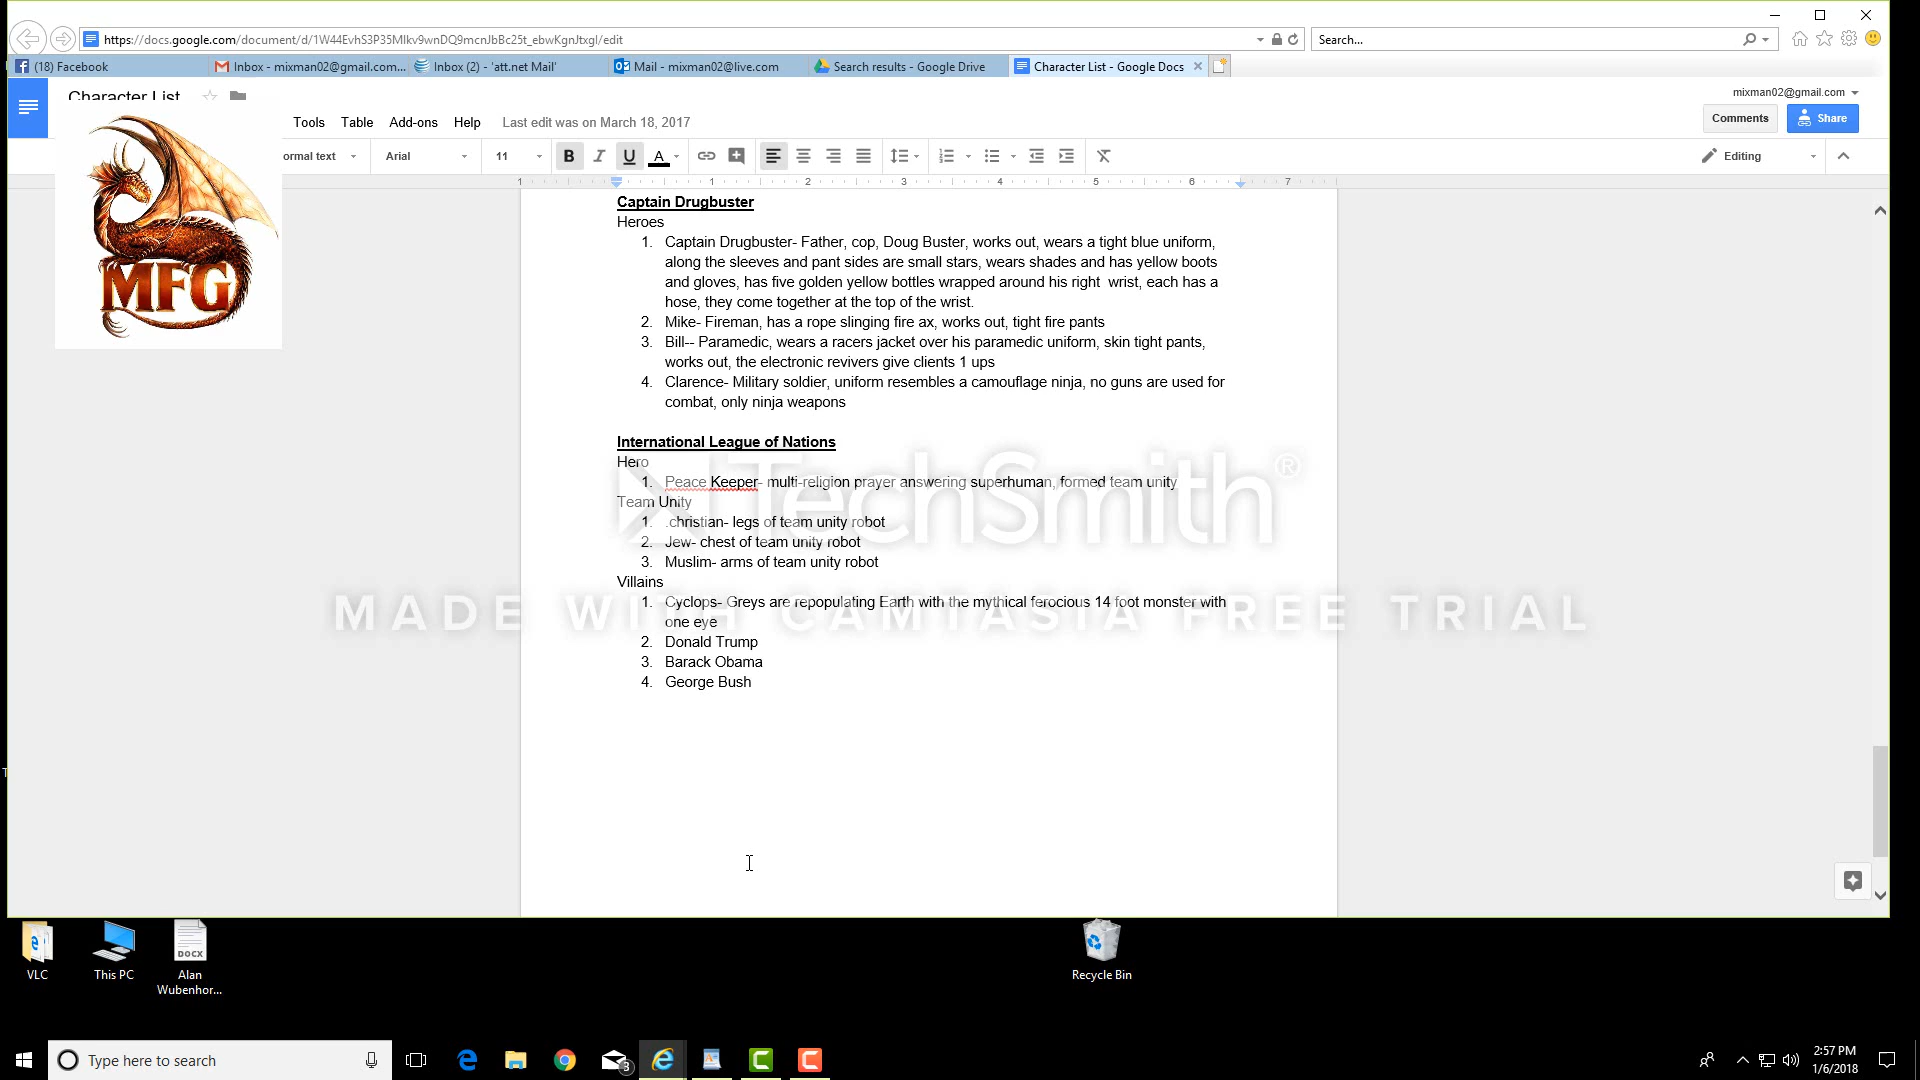 https://docs.google.com/document/d/1W44EvhS3P35MIkv9wnDQ9mcnJbBc25t_ebwKgnJtxgI/edit
Search...
(18) Facebook
Inbox - mixman02@gmail.com...
Inbox (2) - 'att.net Mail'
Mail - mixman02@live.com
Search results - Google Drive
Character List - Google Docs
Character List
mixman02@gmail.com
Tools Table Add-ons Help Last edit was on March 18, 2017
Comments
Share
ormal text Arial 11 B I U A
Editing
1 1 2 3 4 5 6 7
MFG
Captain Drugbuster
Heroes
1. Captain Drugbuster- Father, cop, Doug Buster, works out, wears a tight blue uniform,
along the sleeves and pant sides are small stars, wears shades and has yellow boots
and gloves, has five golden yellow bottles wrapped around his right wrist, each has a
hose, they come together at the top of the wrist.
2. Mike- Fireman, has a rope slinging fire ax, works out, tight fire pants
3. Bill-- Paramedic, wears a racers jacket over his paramedic uniform, skin tight pants,
works out, the electronic revivers give clients 1 ups
4. Clarence- Military soldier, uniform resembles a camouflage ninja, no guns are used for
combat, only ninja weapons
International League of Nations
Hero
1. Peace Keeper- multi-religion prayer answering superhuman, formed team unity
Team Unity
1. .christian- legs of team unity robot
2. Jew- chest of team unity robot
3. Muslim- arms of team unity robot
Villains
1. Cyclops- Greys are repopulating Earth with the mythical ferocious 14 foot monster with
one eye
2. Donald Trump
3. Barack Obama
4. George Bush
TechSmith®
MADE WITH CAMTASIA FREE TRIAL
VLC
This PC
DOCX
Alan
Wubenhor...
Recycle Bin
Type here to search
3
2:57 PM
1/6/2018